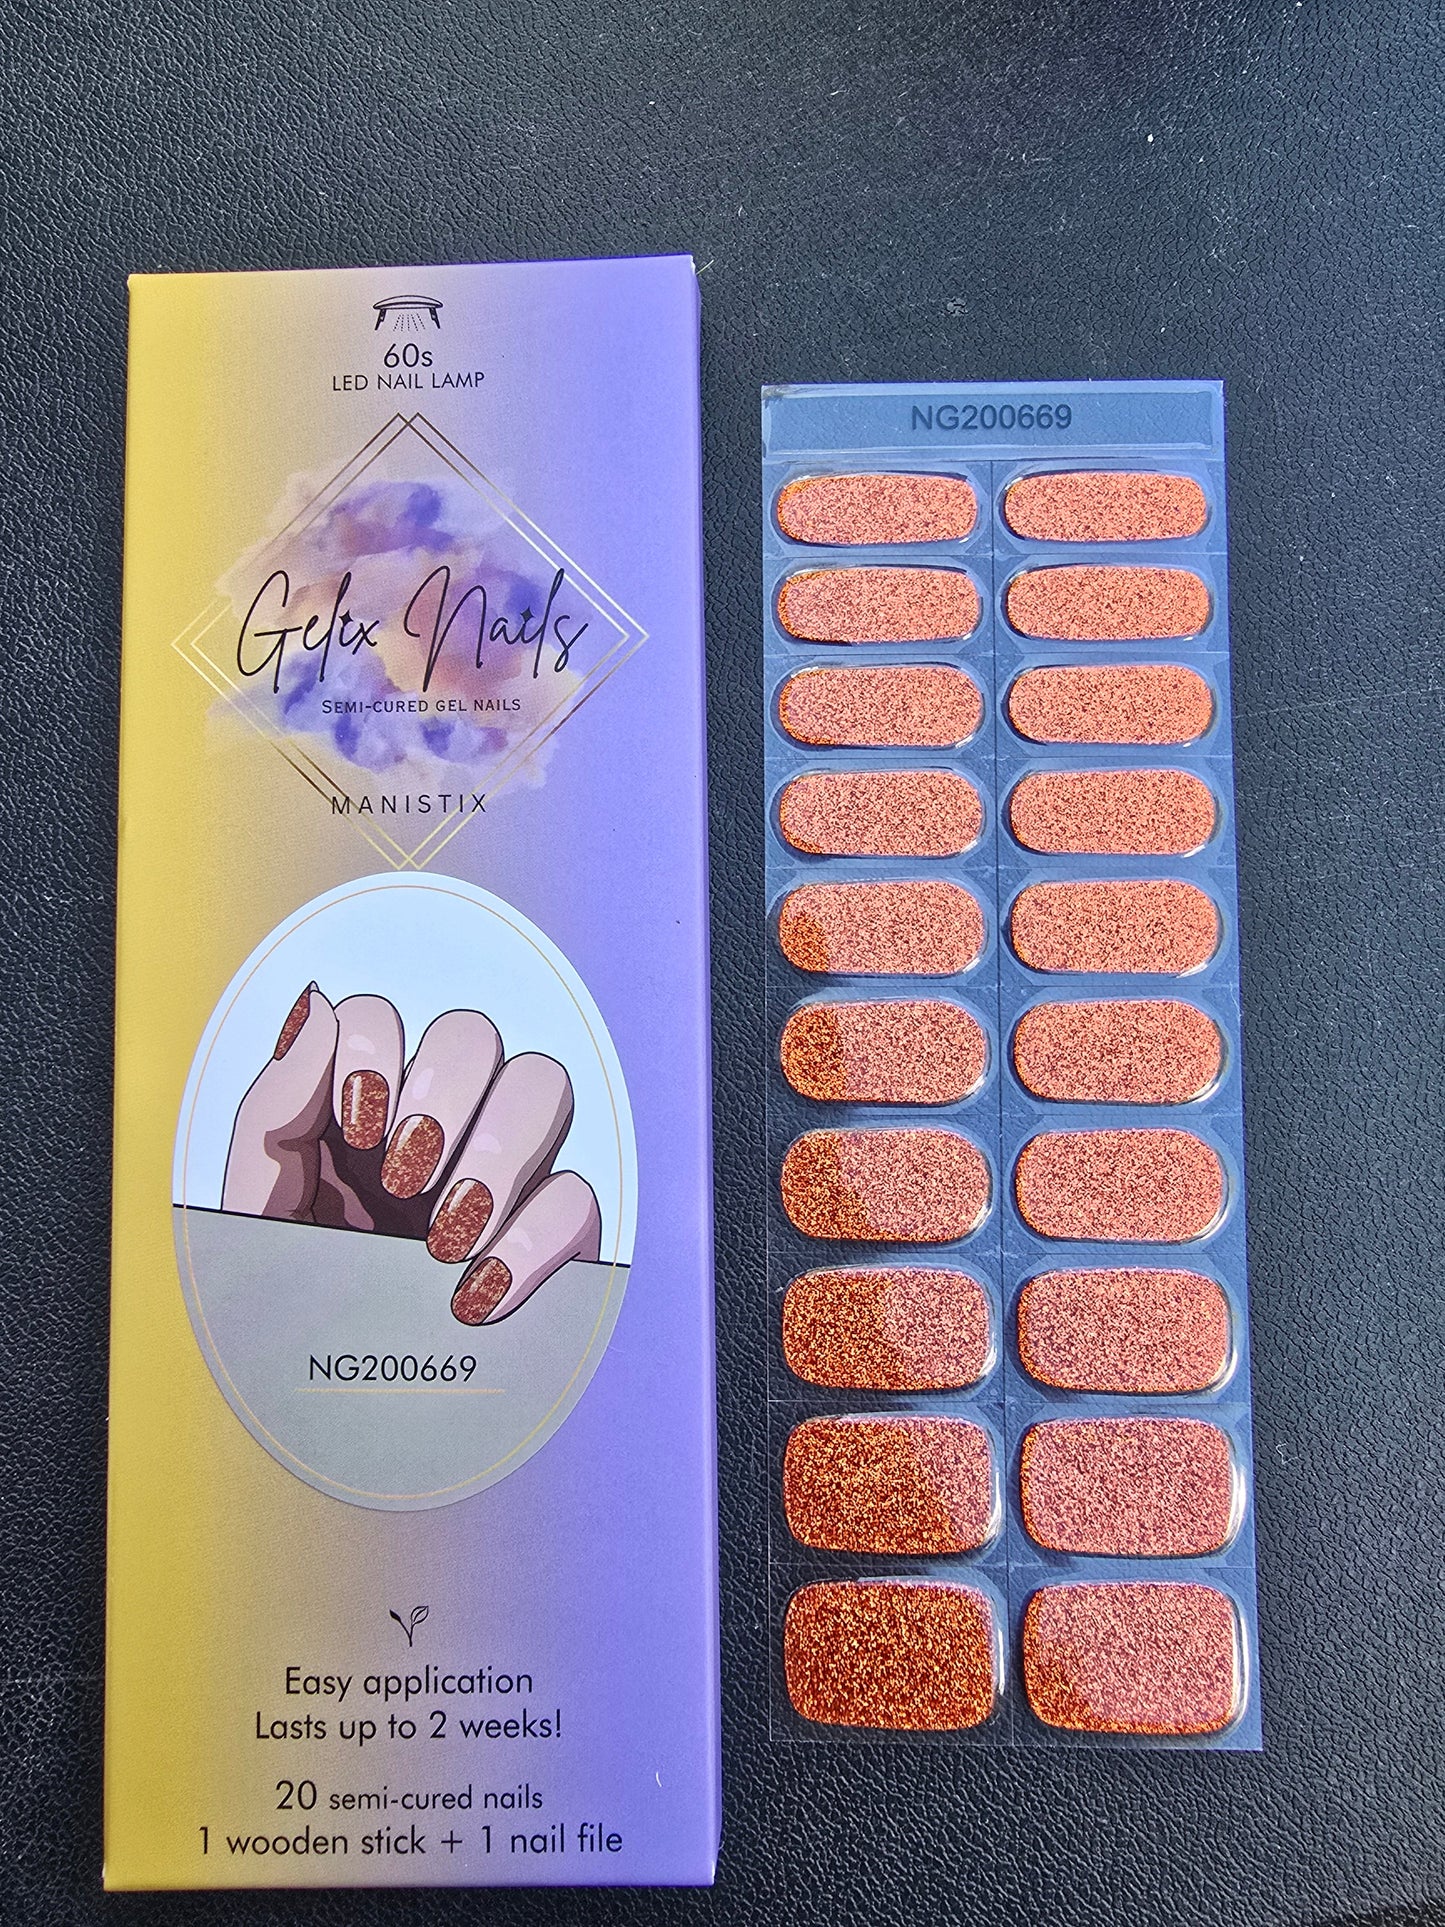 60s
LED NAIL LAMP
Gelix Nails
SEMI-CURED GEL NAILS
MANISTIX
NG200669
Easy application
Lasts up to 2 weeks!
20 semi-cured nails
1 wooden stick + 1 nail file
NG200669